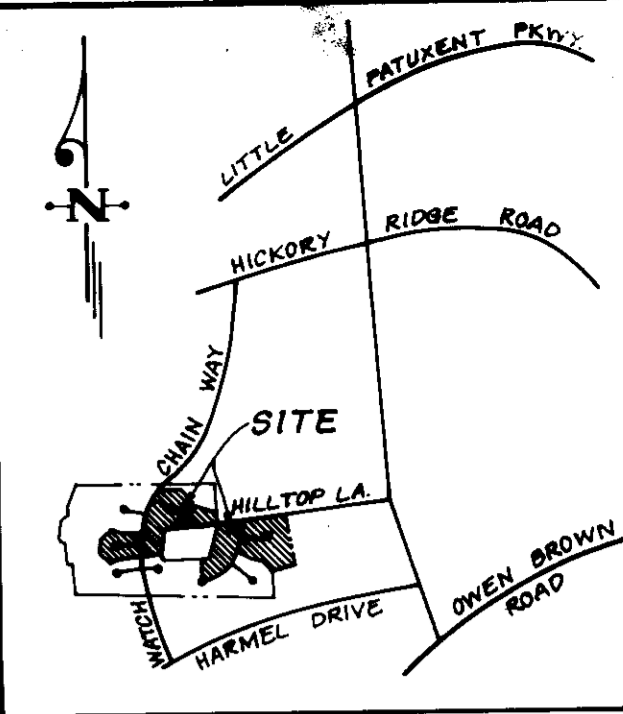 LITTLE PATUXENT PKWY.
N
HICKORY RIDGE ROAD
WATCH CHAIN WAY
SITE
HILLTOP LA.
OWEN BROWN
ROAD
HARMEL DRIVE